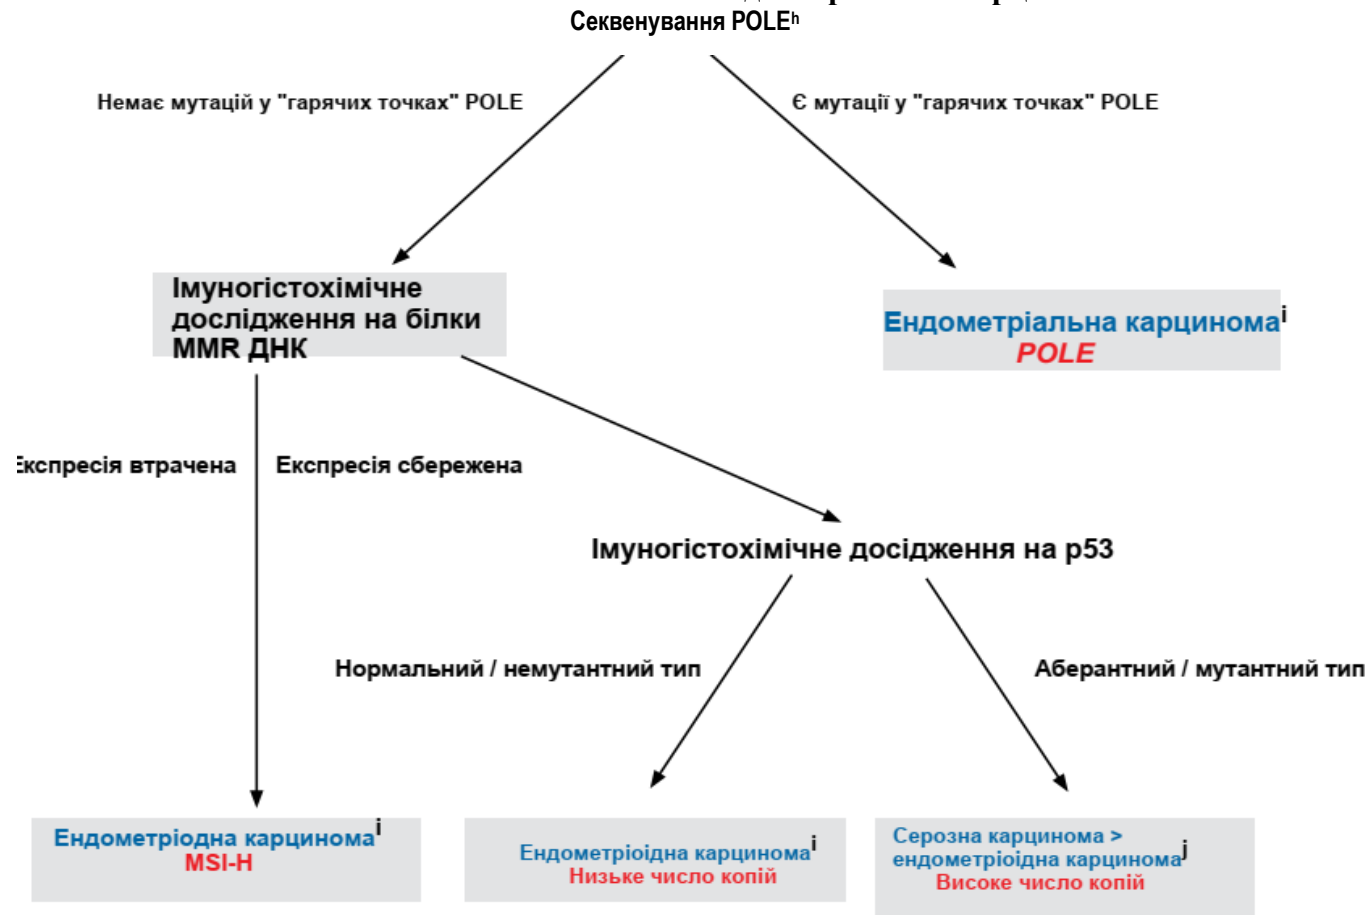 Секвенування POLEʰ
Немає мутацій у "гарячих точках" POLE
Є мутації у "гарячих точках" POLE
Імуногістохімічне
дослідження на білки
MMR ДНК
Ендометріальна карциномаⁱ
POLE
Експресія втрачена
Експресія сбережена
Імуногістохімічне досідження на р53
Нормальний / немутантний тип
Аберантний / мутантний тип
Ендометріодна карциномаⁱ
MSI-H
Ендометріоідна карциномаⁱ
Низьке число копій
Серозна карцинома >
ендометріоідна карциномаʲ
Високе число копій